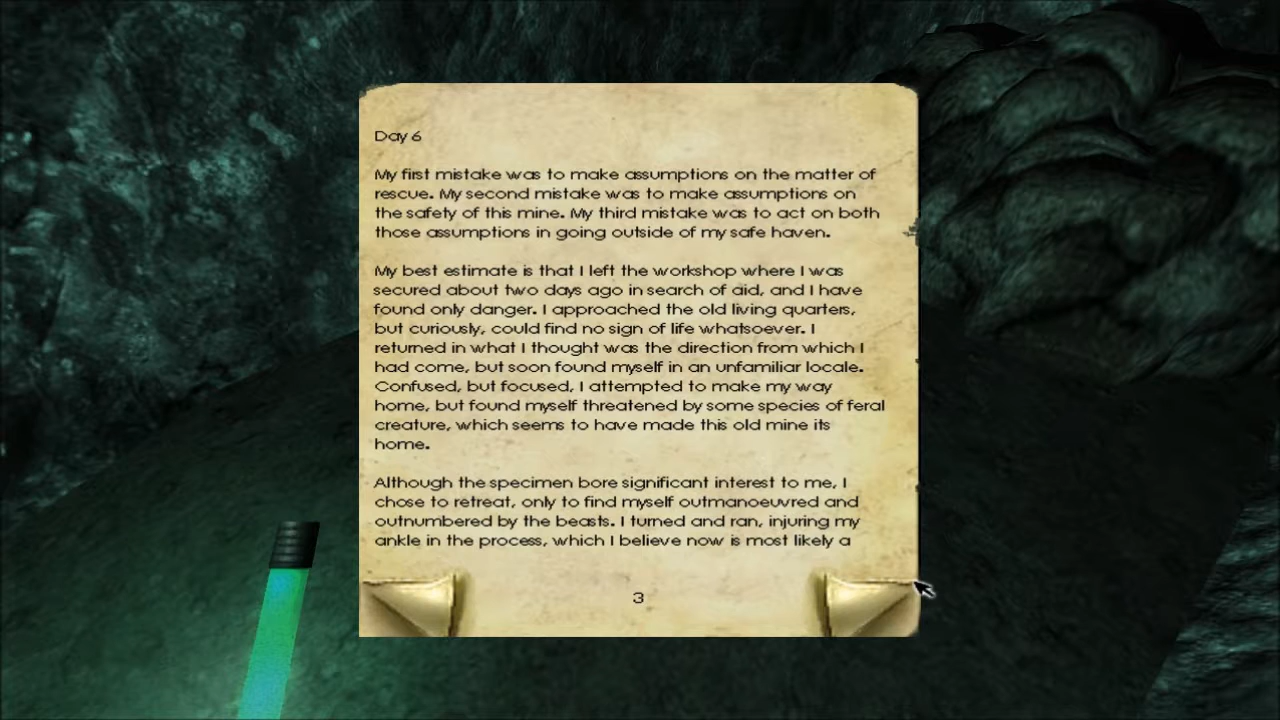 Day 6
My first mistake was to make assumptions on the matter of
rescue. My second mistake was to make assumptions on
the safety of this mine. My third mistake was to act on both
those assumptions in going outside of my safe haven.
My best estimate is that I left the workshop where I was
secured about two days ago in search of aid, and I have
found only danger. I approached the old living quarters,
but curiously, could find no sign of life whatsoever. I
returned in what I thought was the direction from which I
had come, but soon found myself in an unfamiliar locale.
Confused, but focused, I attempted to make my way
home, but found myself threatened by some species of feral
creature, which seems to have made this old mine its
home.
Although the specimen bore significant interest to me, I
chose to retreat, only to find myself outmanoeuvred and
outnumbered by the beasts. I turned and ran, injuring my
ankle in the process, which I believe now is most likely a
3